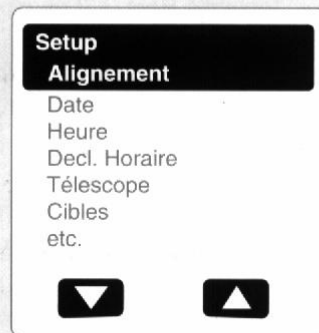 Setup
Alignement
Date
Heure
Decl. Horaire
Télescope
Cibles
etc.